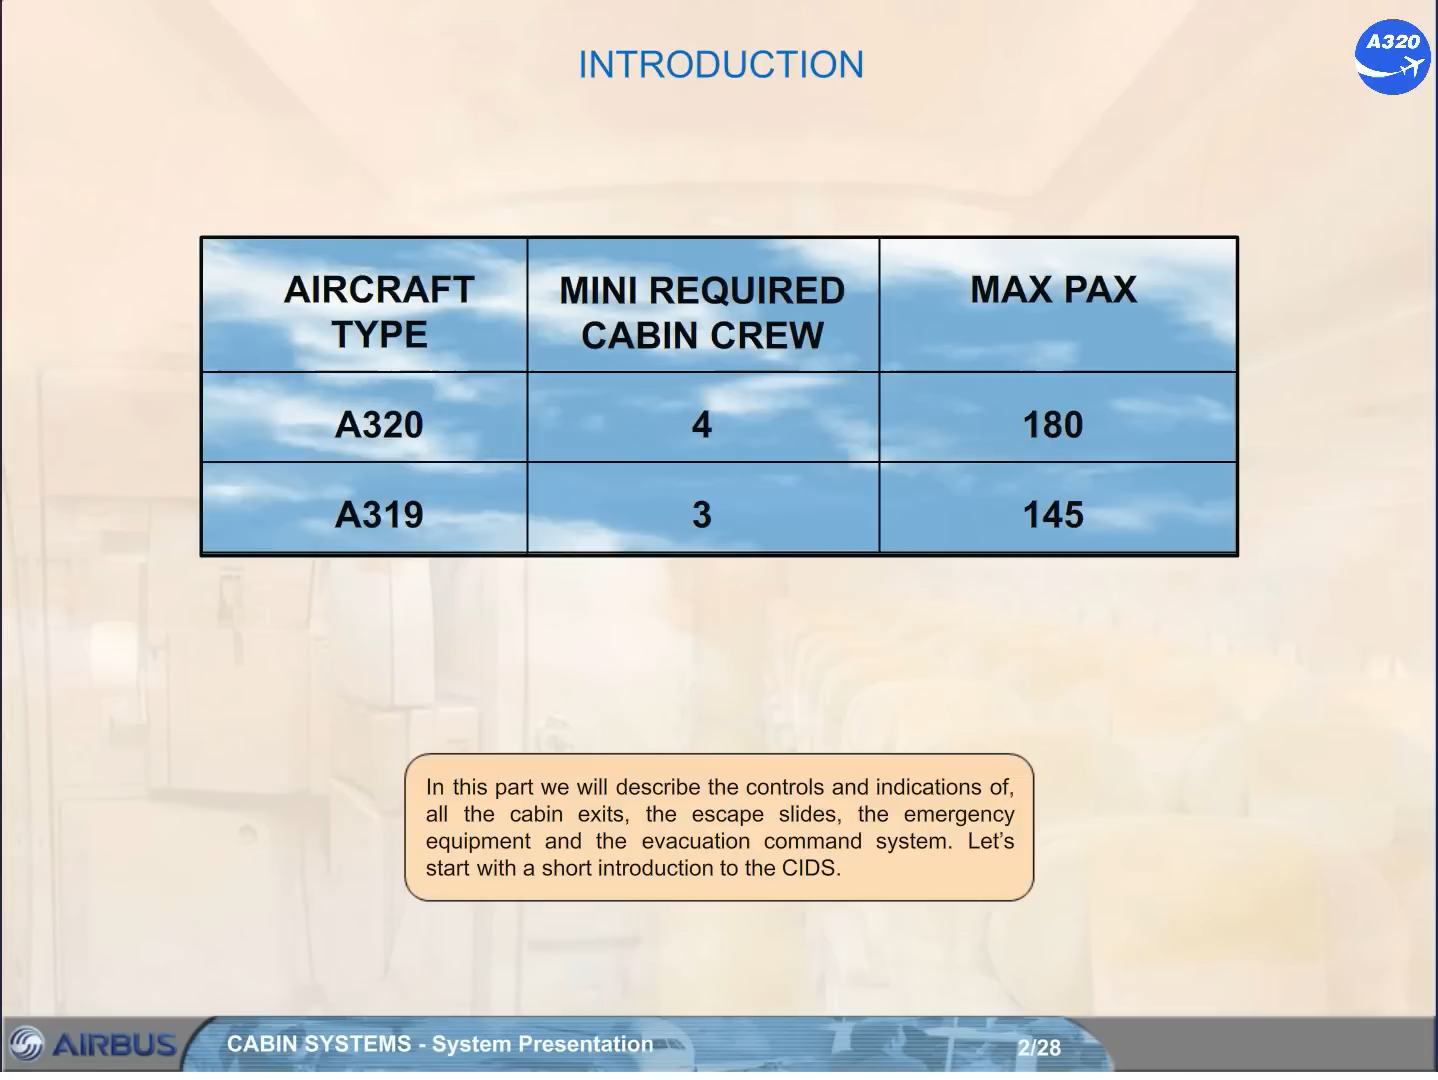 INTRODUCTION
A320
AIRCRAFT TYPE
MINI REQUIRED CABIN CREW
MAX PAX
A320 4 180
A319 3 145
In this part we will describe the controls and indications of,
all the cabin exits, the escape slides, the emergency
equipment and the evacuation command system. Let’s
start with a short introduction to the CIDS.
AIRBUS
CABIN SYSTEMS - System Presentation
2/28